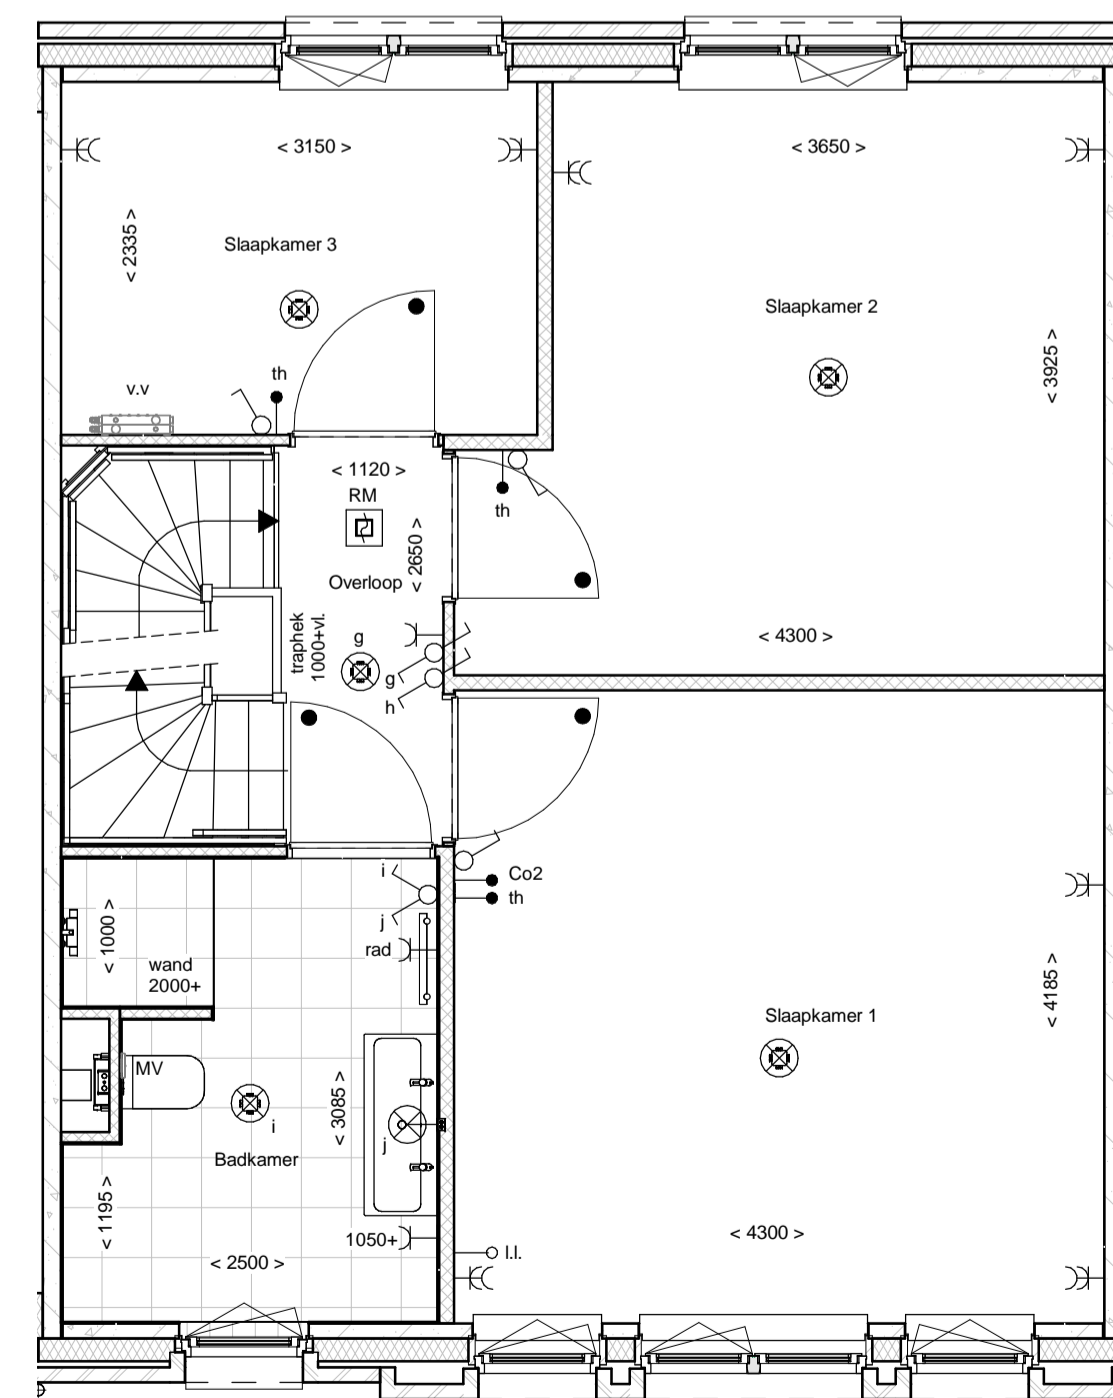 < 3150 >
< 3650 >
< 2335 >
Slaapkamer 3
Slaapkamer 2
< 3925 >
th
v.v
< 1120 >
RM
th
< 2650 >
Overloop
traphek
1000+vl.
g
g
h
< 4300 >
i
j
Co2
th
rad
< 1000 >
wand
2000+
Slaapkamer 1
< 4185 >
MV
i
< 3085 >
j
Badkamer
< 1195 >
1050+
< 2500 >
l.l.
< 4300 >